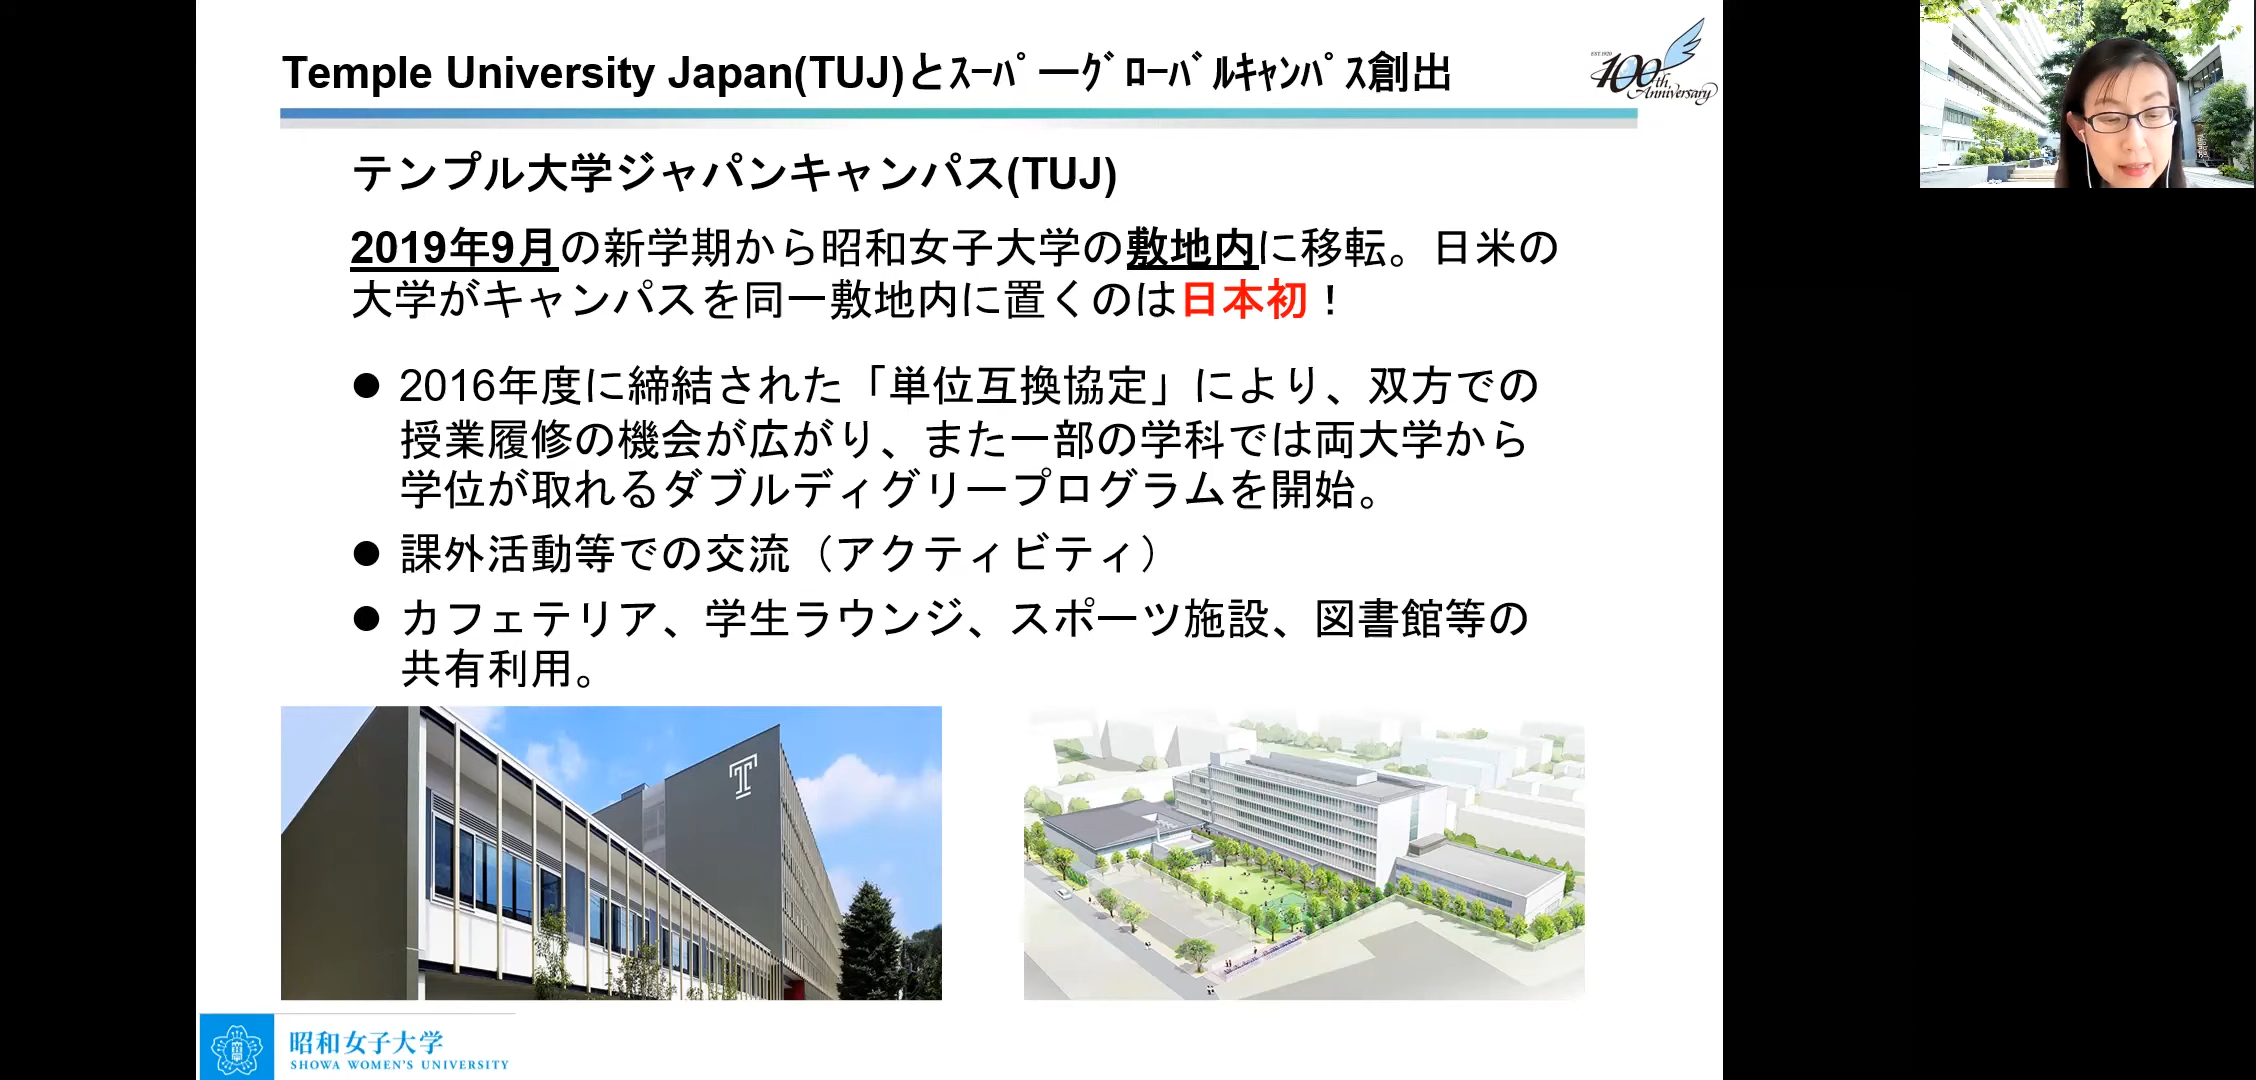 Temple University Japan(TUJ)とｽｰﾊﾟｰｸﾞﾛｰﾊﾞﾙｷｬﾝﾊﾟｽ創出
EST.1920
100th
Anniversary
テンプル大学ジャパンキャンパス(TUJ)
2019年9月の新学期から昭和女子大学の敷地内に移転。日米の
大学がキャンパスを同一敷地内に置くのは日本初！
● 2016年度に締結された「単位互換協定」により、双方での
授業履修の機会が広がり、また一部の学科では両大学から
学位が取れるダブルディグリープログラムを開始。
● 課外活動等での交流（アクティビティ）
● カフェテリア、学生ラウンジ、スポーツ施設、図書館等の
共有利用。
T
昭和女子大学
SHOWA WOMEN'S UNIVERSITY